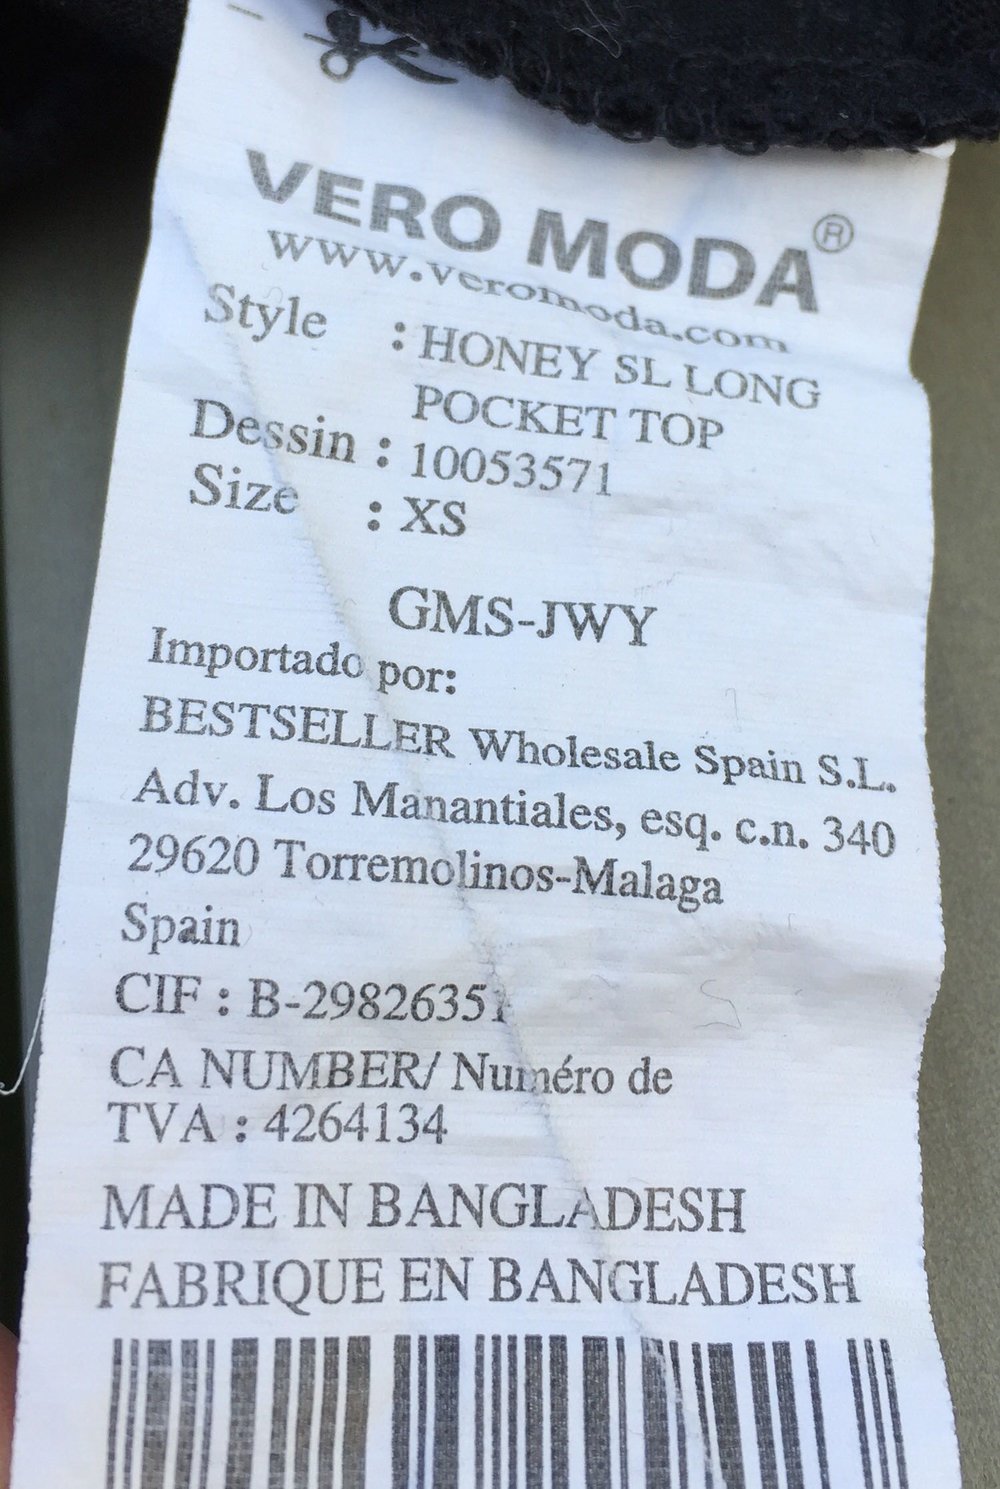 VERO MODA®
www.veromoda.com
Style : HONEY SL LONG
POCKET TOP
Dessin : 10053571
Size : XS
GMS-JWY
Importado por:
BESTSELLER Wholesale Spain S.L.
Adv. Los Manantiales, esq. c.n. 340
29620 Torremolinos-Malaga
Spain
CIF : B-29826351
CA NUMBER/ Numéro de
TVA : 4264134
MADE IN BANGLADESH
FABRIQUE EN BANGLADESH